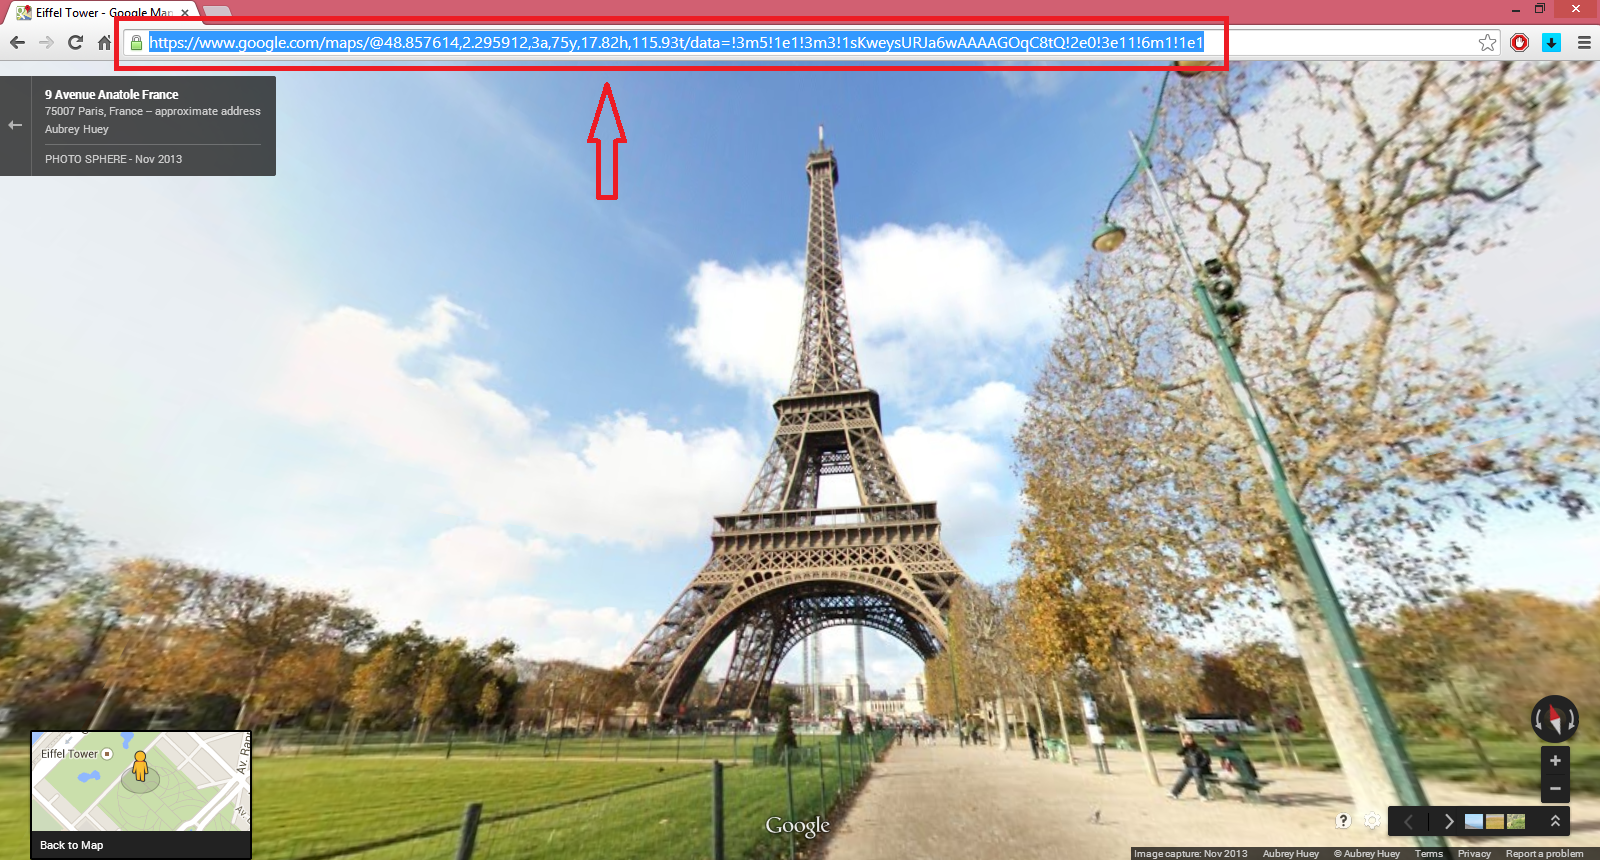 Eiffel Tower - Google Map
https://www.google.com/maps/@48.857614,2.295912,3a,75y,17.82h,115.93t/data=!3m5!1e1!3m3!1sKweysURJa6wAAAAGOqC8tQ!2e0!3e11!6m1!1e1
9 Avenue Anatole France
75007 Paris, France – approximate address
Aubrey Huey
PHOTO SPHERE - Nov 2013
Eiffel Tower
Av. Rapp
Av.
Back to Map
Google
Image capture: Nov 2013 Aubrey Huey © Aubrey Huey Terms Privacy Report a problem